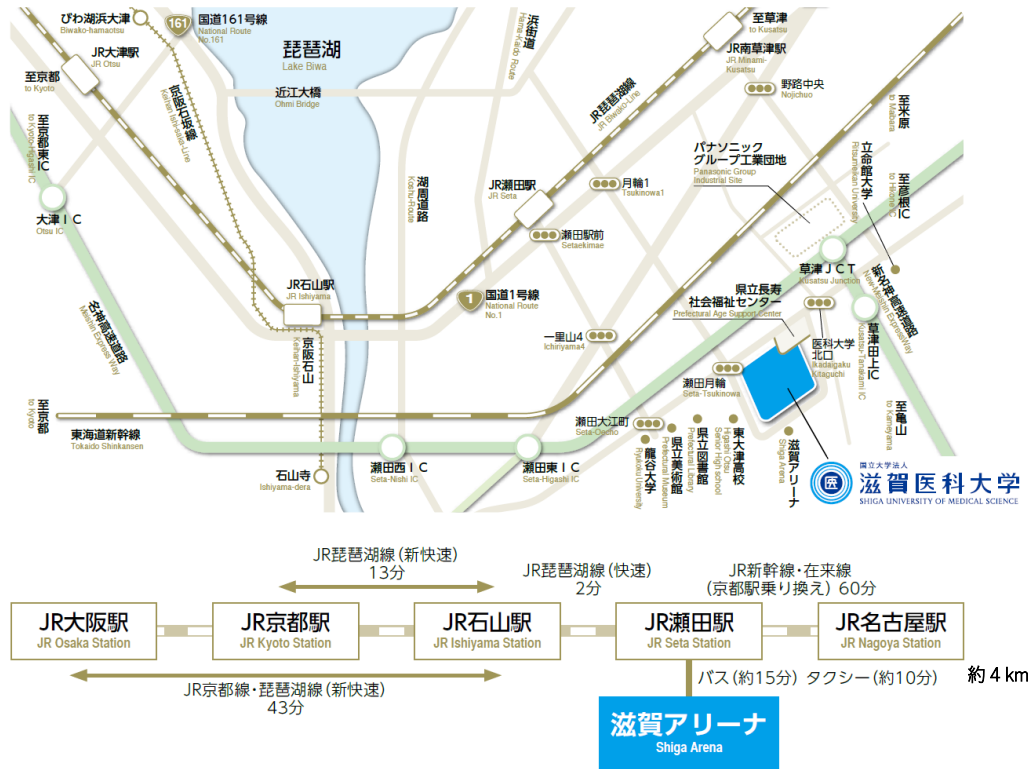 びわ湖浜大津
Biwako-hamaotsu
161
国道161号線
National Route
No.161
JR大津駅
JR Otsu
至京都
to Kyoto
琵琶湖
Lake Biwa
近江大橋
Ohmi Bridge
浜街道
Hama-Kaido Route
至草津
to Kusatsu
JR南草津駅
JR Minami-
Kusatsu
野路中央
Nojichuo
JR琵琶湖線
JR Biwako-Line
京阪石坂線
Keihan Ishi-saka-Line
至京都東IC
to Kyoto-Higashi IC
大津IC
Otsu IC
湖周道路
Koshu-Route
JR瀬田駅
JR Seta
月輪1
Tsukinowa1
瀬田駅前
Setaekimae
パナソニック
グループ工業団地
Panasonic Group
Industrial Site
立命館大学
Ritsumeikan University
至米原
to Maibara
至彦根IC
to Hikone IC
草津JCT
Kusatsu Junction
新名神高速道路
New-Meishin ExpressWay
JR石山駅
JR Ishiyama
1
国道1号線
National Route
No.1
県立長寿
社会福祉センター
Prefectural Age Support Center
名神高速道路
Meishin Express Way
京阪石山
Keihan-Ishiyama
一里山4
Ichiriyama4
医科大学
北口
Ikadaigaku
Kitaguchi
草津田上IC
Kusatsu-Tanakami IC
瀬田月輪
Seta-Tsukinowa
至京都
to Kyoto
東海道新幹線
Tokaido Shinkansen
瀬田大江町
Seta-Oecho
至亀山
to Kameyama
石山寺
Ishiyama-dera
瀬田西IC
Seta-Nishi IC
瀬田東IC
Seta-Higashi IC
龍谷大学
Ryukoku University
県立美術館
Prefectural Museum
県立図書館
Prefectural Library
東大津高校
Higashi Otsu
Senior High school
滋賀アリーナ
Shiga Arena
医
国立大学法人
滋賀医科大学
SHIGA UNIVERSITY OF MEDICAL SCIENCE
JR琵琶湖線(新快速)
13分
JR琵琶湖線(快速)
2分
JR新幹線・在来線
(京都駅乗り換え) 60分
JR大阪駅
JR Osaka Station
JR京都駅
JR Kyoto Station
JR石山駅
JR Ishiyama Station
JR瀬田駅
JR Seta Station
JR名古屋駅
JR Nagoya Station
JR京都線・琵琶湖線(新快速)
43分
バス(約15分) タクシー(約10分)
約4km
滋賀アリーナ
Shiga Arena